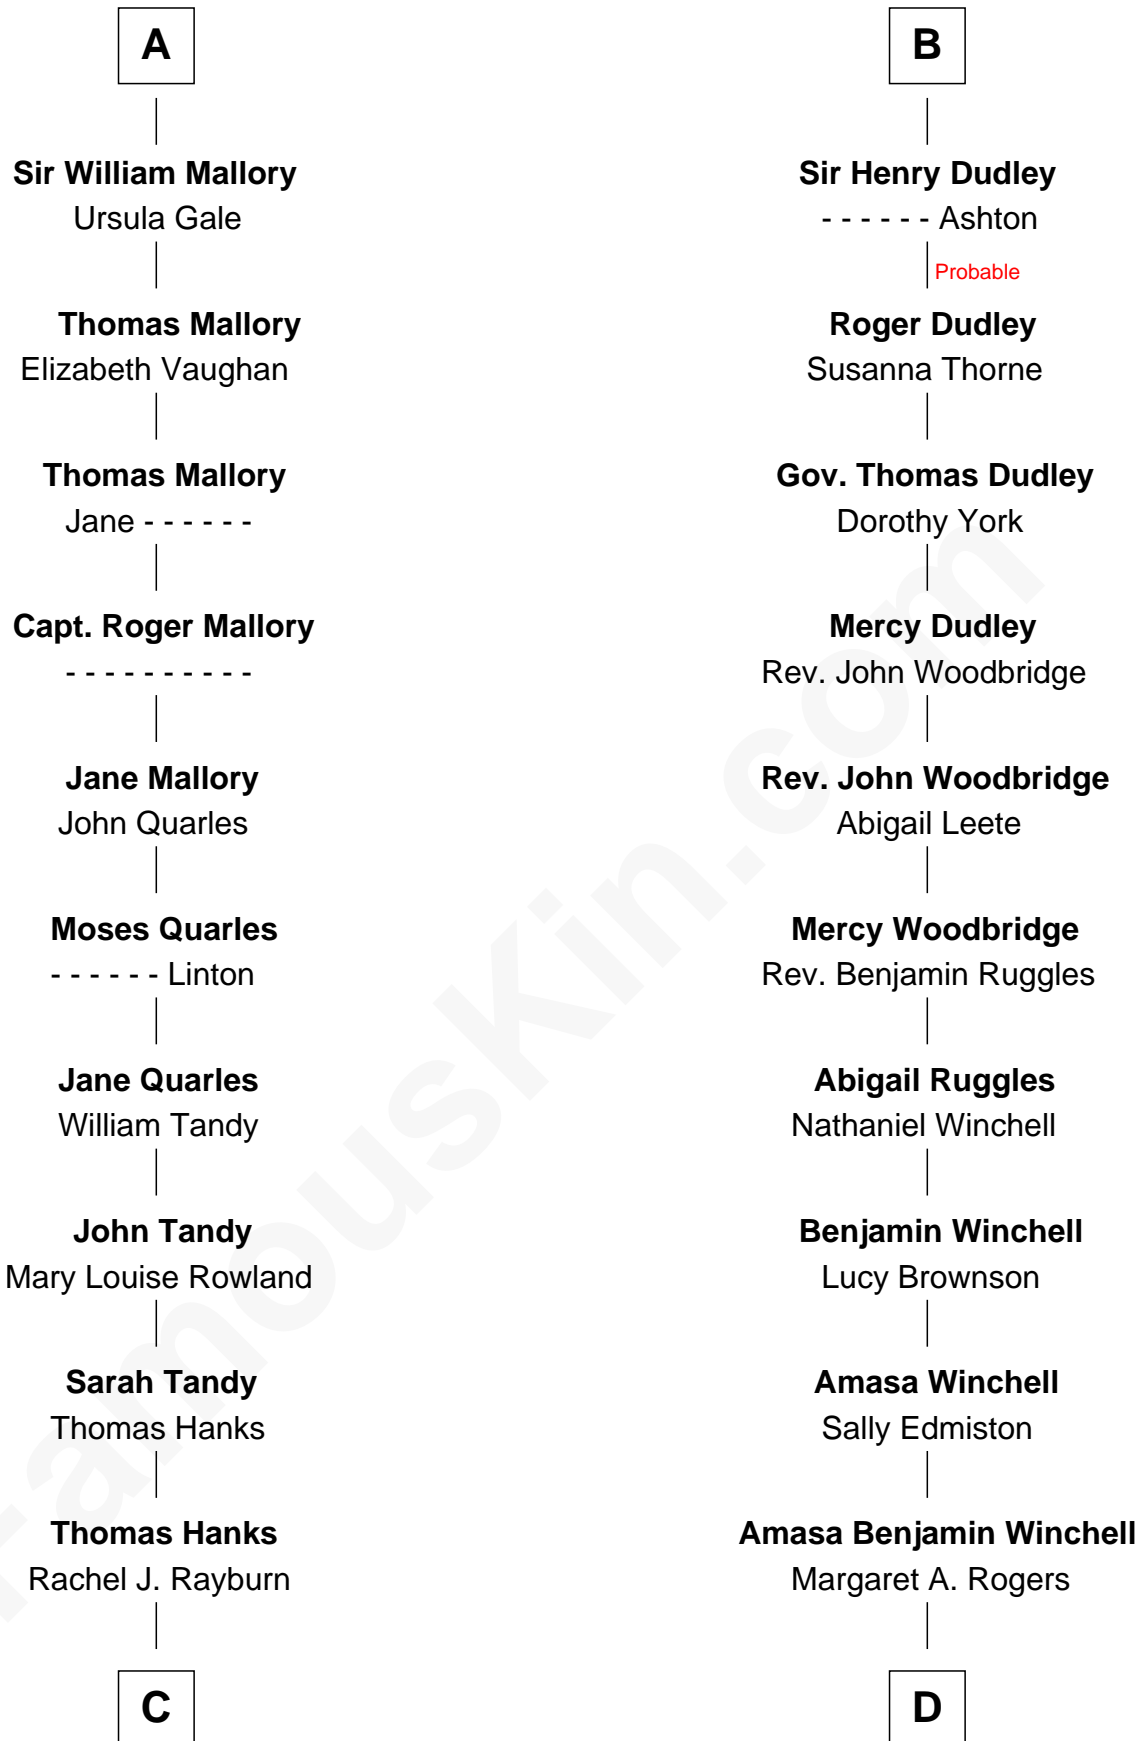 A
Sir William Mallory
Ursula Gale
Thomas Mallory
Elizabeth Vaughan
Thomas Mallory
Jane - - - - - -
Capt. Roger Mallory
- - - - - - - - - -
Jane Mallory
John Quarles
Moses Quarles
- - - - - - Linton
Jane Quarles
William Tandy
John Tandy
Mary Louise Rowland
Sarah Tandy
Thomas Hanks
Thomas Hanks
Rachel J. Rayburn
C
B
Sir Henry Dudley
- - - - - - Ashton
Probable
Roger Dudley
Susanna Thorne
Gov. Thomas Dudley
Dorothy York
Mercy Dudley
Rev. John Woodbridge
Rev. John Woodbridge
Abigail Leete
Mercy Woodbridge
Rev. Benjamin Ruggles
Abigail Ruggles
Nathaniel Winchell
Benjamin Winchell
Lucy Brownson
Amasa Winchell
Sally Edmiston
Amasa Benjamin Winchell
Margaret A. Rogers
D
FamousKin.com